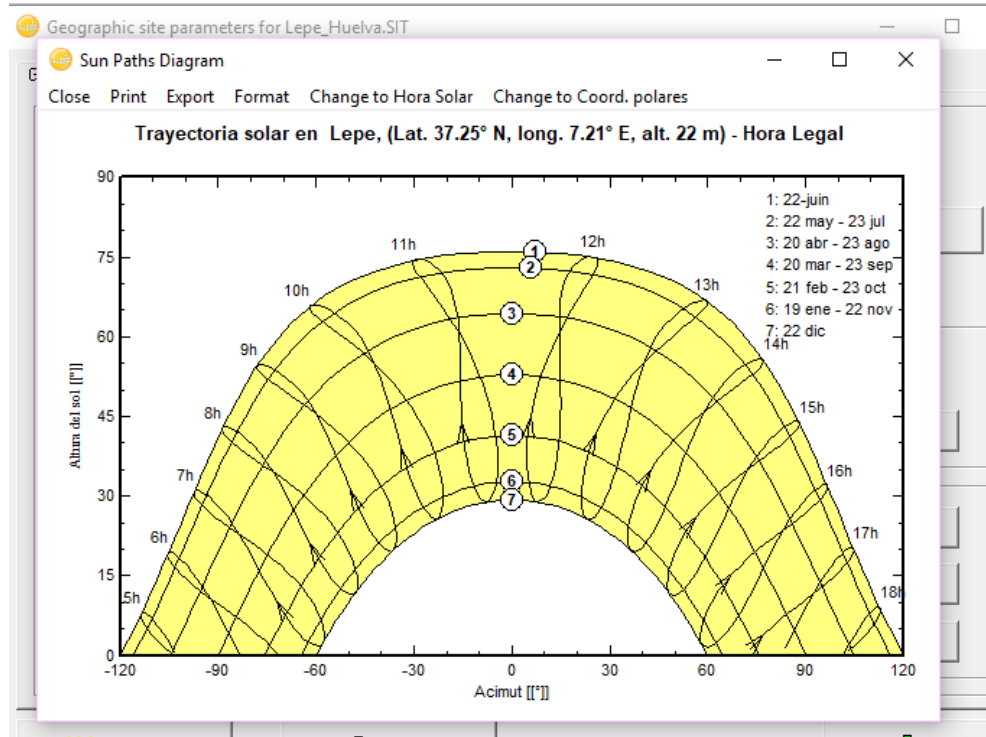 Geographic site parameters for Lepe_Huelva.SIT
Sun Paths Diagram
Close Print Export Format Change to Hora Solar Change to Coord. polares
Trayectoria solar en Lepe, (Lat. 37.25° N, long. 7.21° E, alt. 22 m) - Hora Legal
90
75
60
45
30
15
0
Altura del sol [[°]]
1: 22-juin
2: 22 may - 23 jul
3: 20 abr - 23 ago
4: 20 mar - 23 sep
5: 21 feb - 23 oct
6: 19 ene - 22 nov
7: 22 dic
5h
6h
7h
8h
9h
10h
11h
12h
13h
14h
15h
16h
17h
18h
1
2
3
4
5
6
7
-120 -90 -60 -30 0 30 60 90 120
Acimut [[°]]